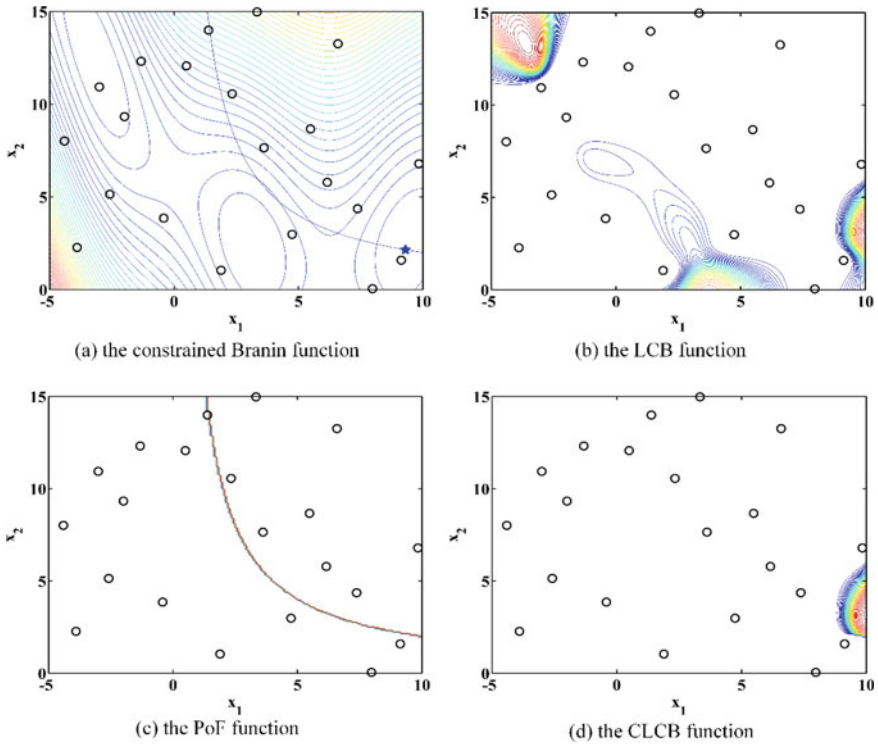 15
10
x2
5
0
-5 0 5 10
x1
(a) the constrained Branin function
15
10
x2
5
0
-5 0 5 10
x1
(b) the LCB function
15
10
x2
5
0
-5 0 5 10
x1
(c) the PoF function
15
10
x2
5
0
-5 0 5 10
x1
(d) the CLCB function